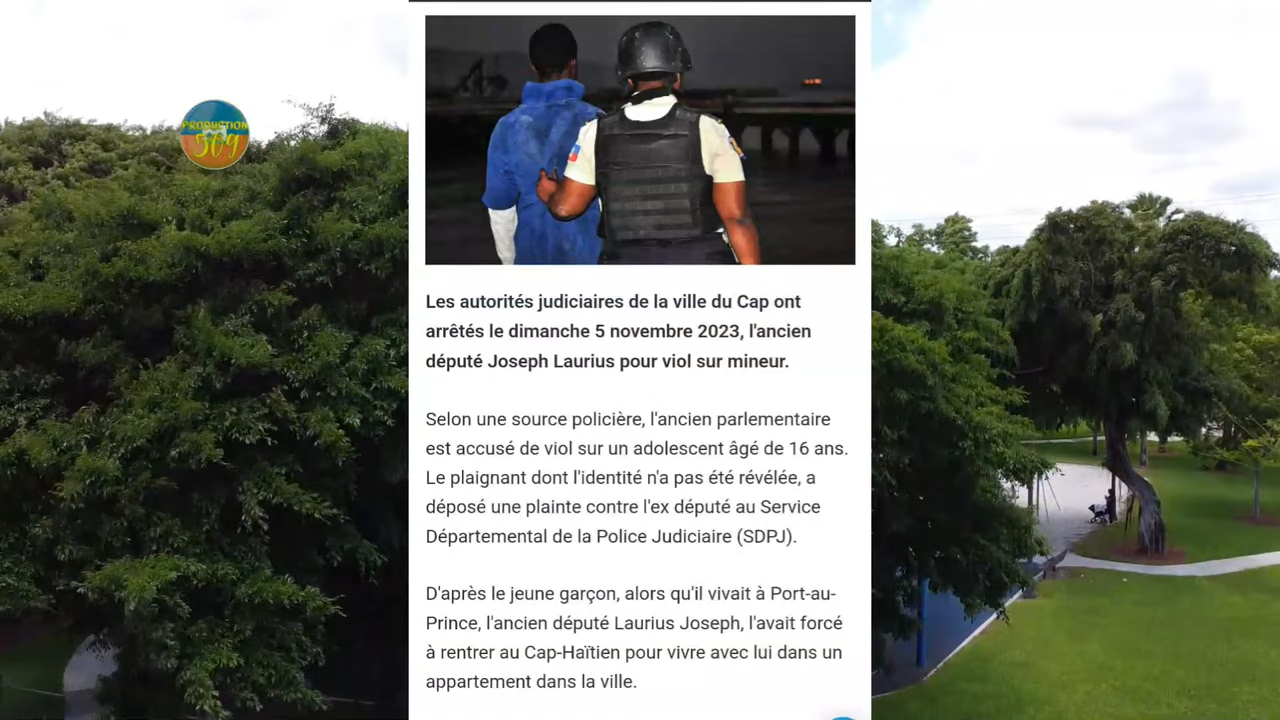 PRODUCTION
509
Les autorités judiciaires de la ville du Cap ont
arrêtés le dimanche 5 novembre 2023, l'ancien
député Joseph Laurius pour viol sur mineur.
Selon une source policière, l'ancien parlementaire
est accusé de viol sur un adolescent âgé de 16 ans.
Le plaignant dont l'identité n'a pas été révélée, a
déposé une plainte contre l'ex député au Service
Départemental de la Police Judiciaire (SDPJ).
D'après le jeune garçon, alors qu'il vivait à Port-au-
Prince, l'ancien député Laurius Joseph, l'avait forcé
à rentrer au Cap-Haïtien pour vivre avec lui dans un
appartement dans la ville.